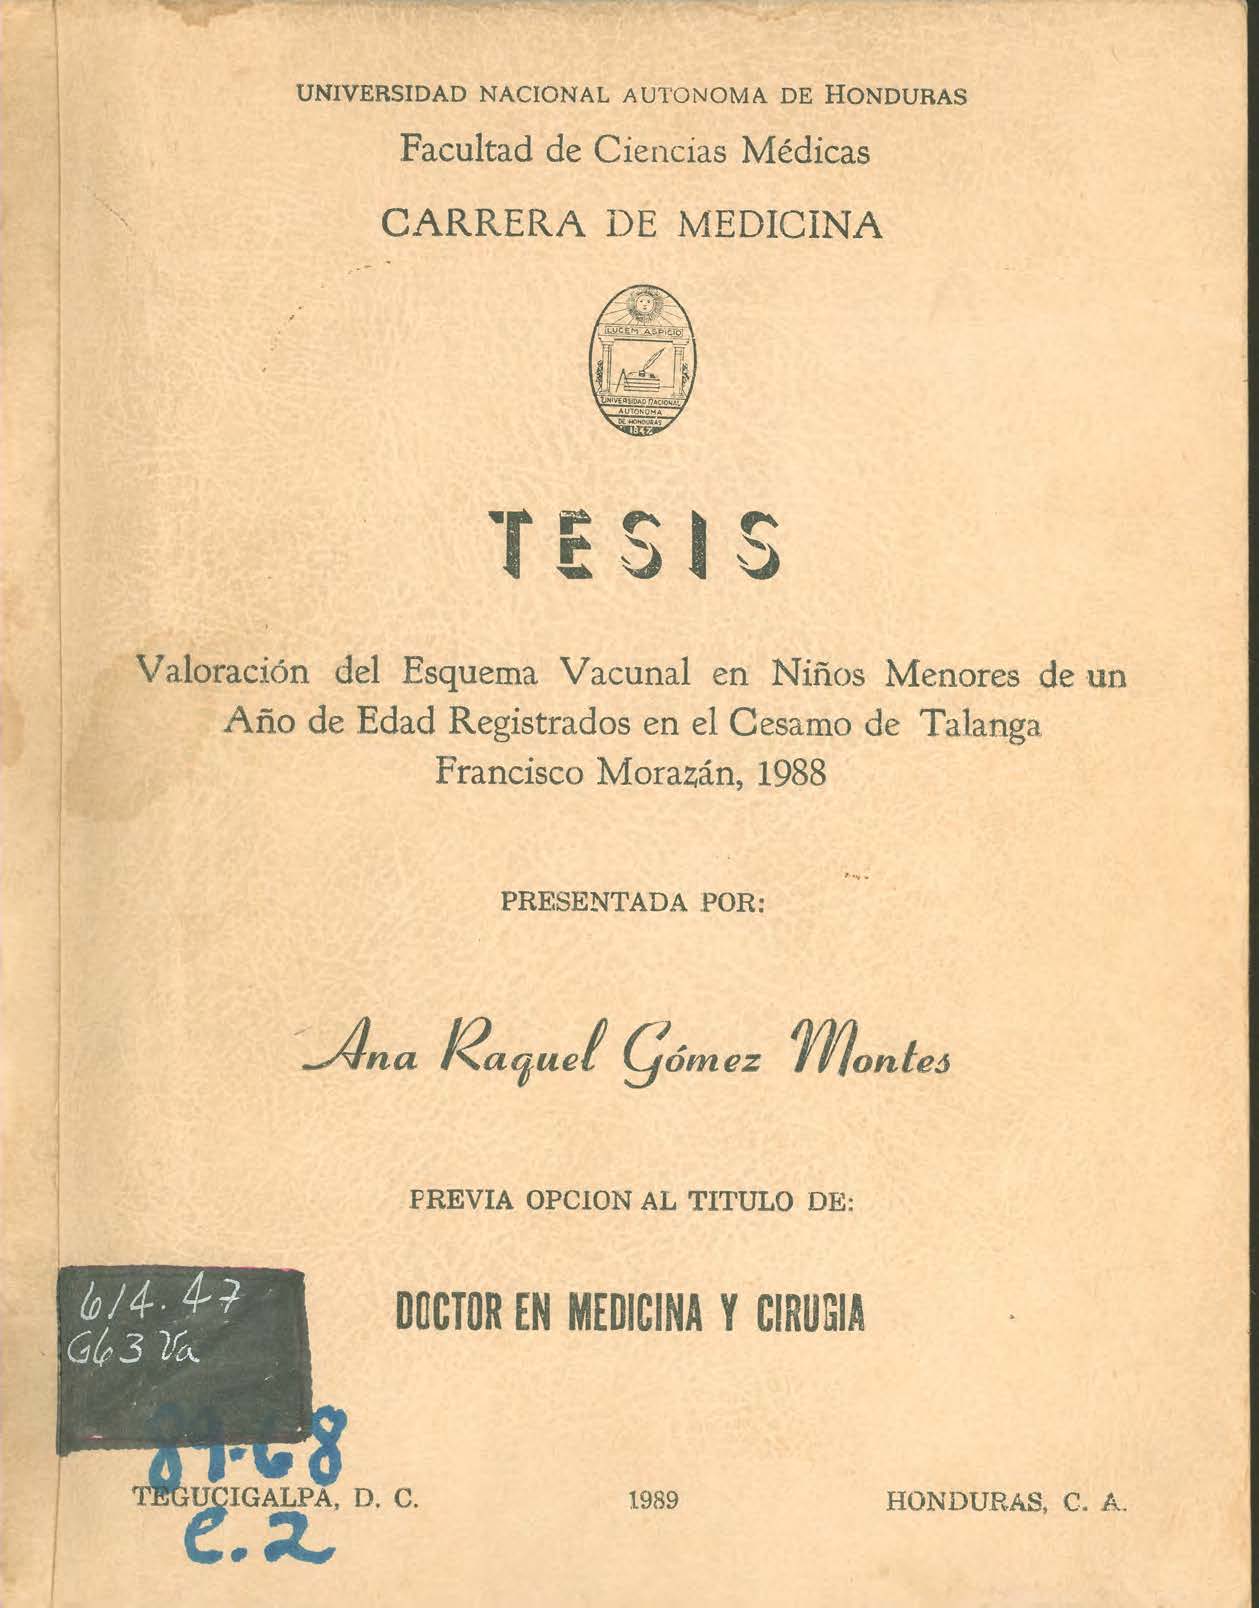 UNIVERSIDAD NACIONAL AUTONOMA DE HONDURAS
Facultad de Ciencias Médicas
CARRERA DE MEDICINA
LUCEM ASPICIO
UNIVERSIDAD NACIONAL
AUTONOMA
DE HONDURAS
1847
TESIS
Valoración del Esquema Vacunal en Niños Menores de un
Año de Edad Registrados en el Cesamo de Talanga
Francisco Morazán, 1988
PRESENTADA POR:
Ana Raquel Gómez Montes
PREVIA OPCION AL TITULO DE:
DOCTOR EN MEDICINA Y CIRUGIA
614.47
G63Va
89-68
TEGUCIGALPA, D. C. 1989 HONDURAS, C. A.
c.2